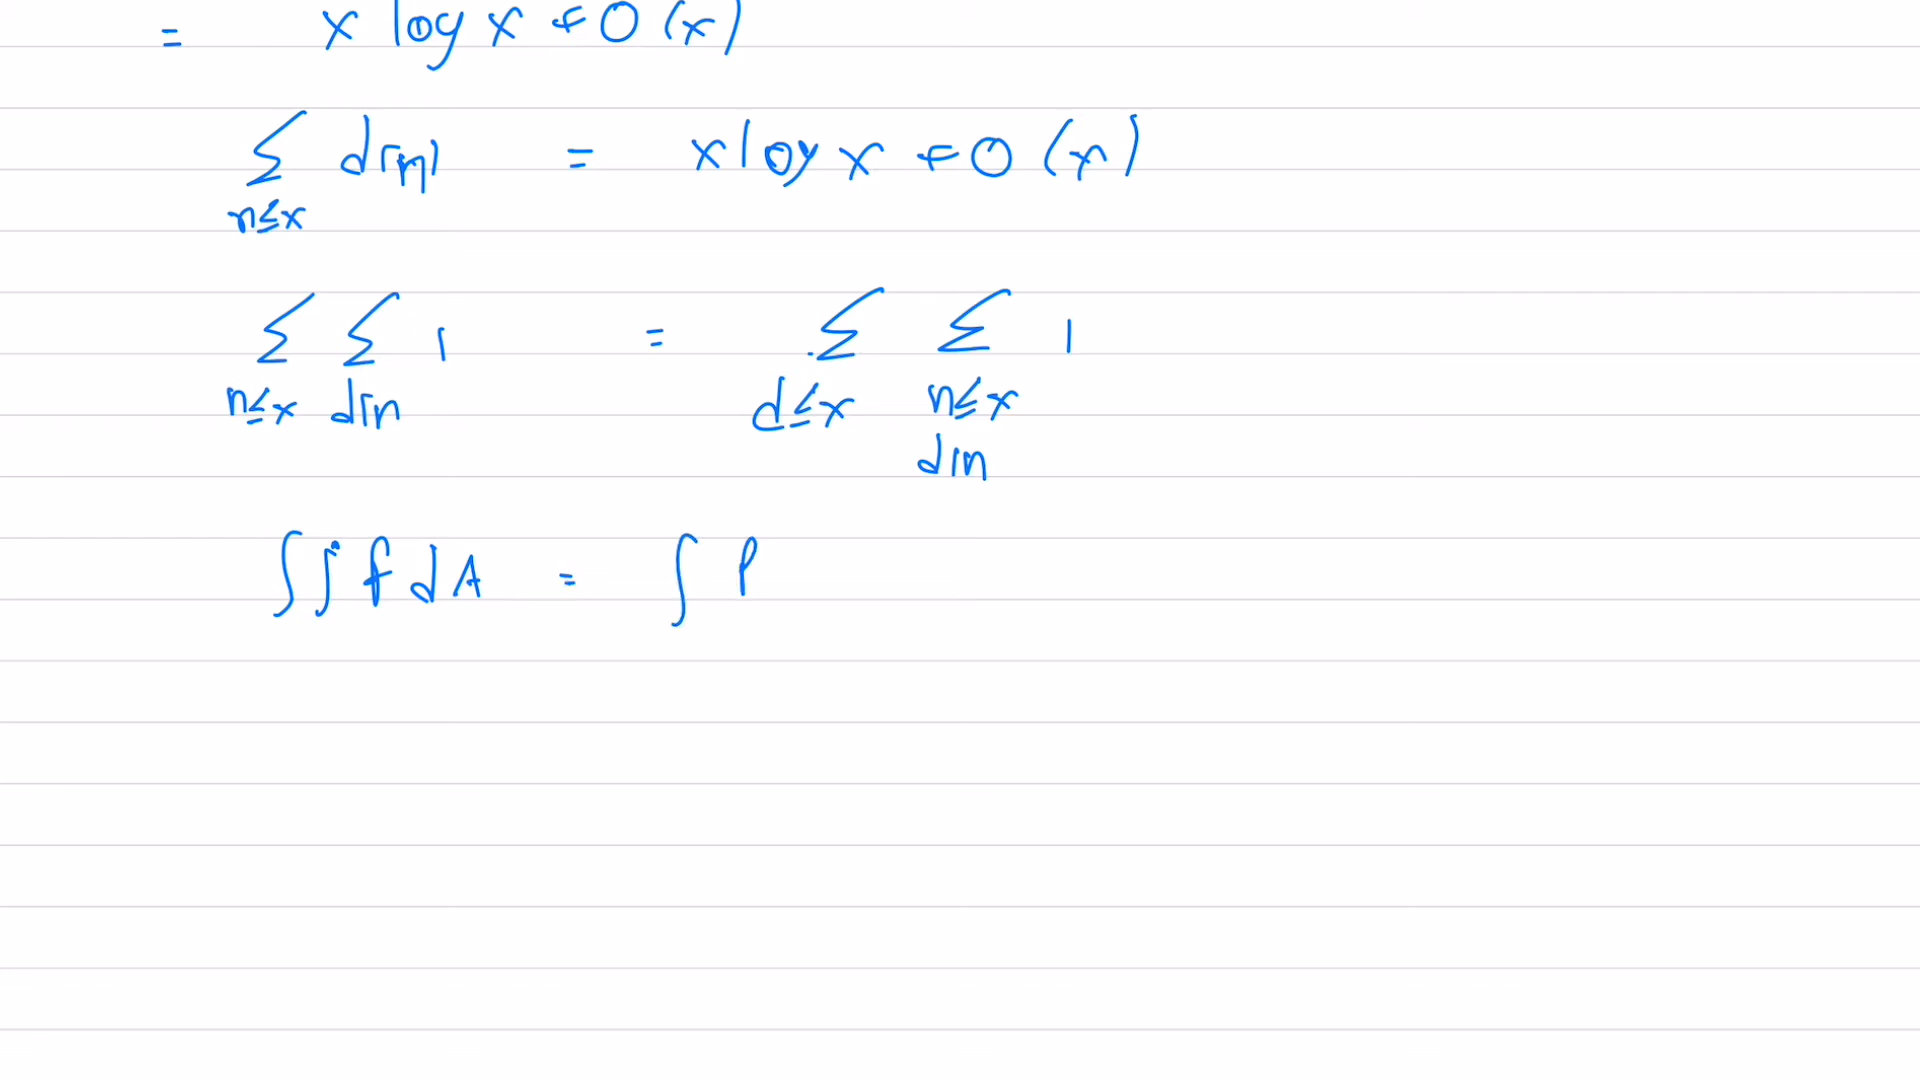 = x log x + O(x)
∑ d(n) = x log x + O(x)
n≤x
∑ ∑ 1 = ∑ ∑ 1
n≤x d|n d≤x n≤x
d|n
∫∫ f dA = ∫ P